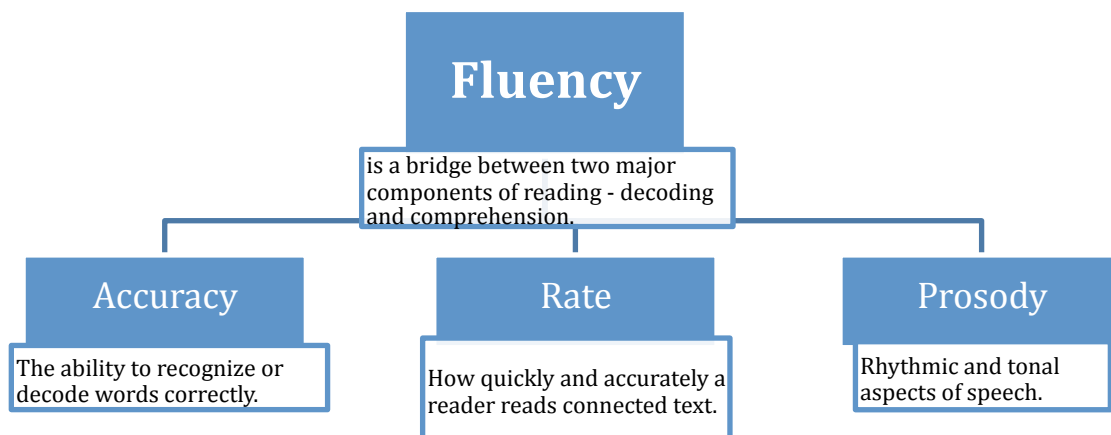 Fluency
is a bridge between two major
components of reading - decoding
and comprehension.
Accuracy
The ability to recognize or
decode words correctly.
Rate
How quickly and accurately a
reader reads connected text.
Prosody
Rhythmic and tonal
aspects of speech.